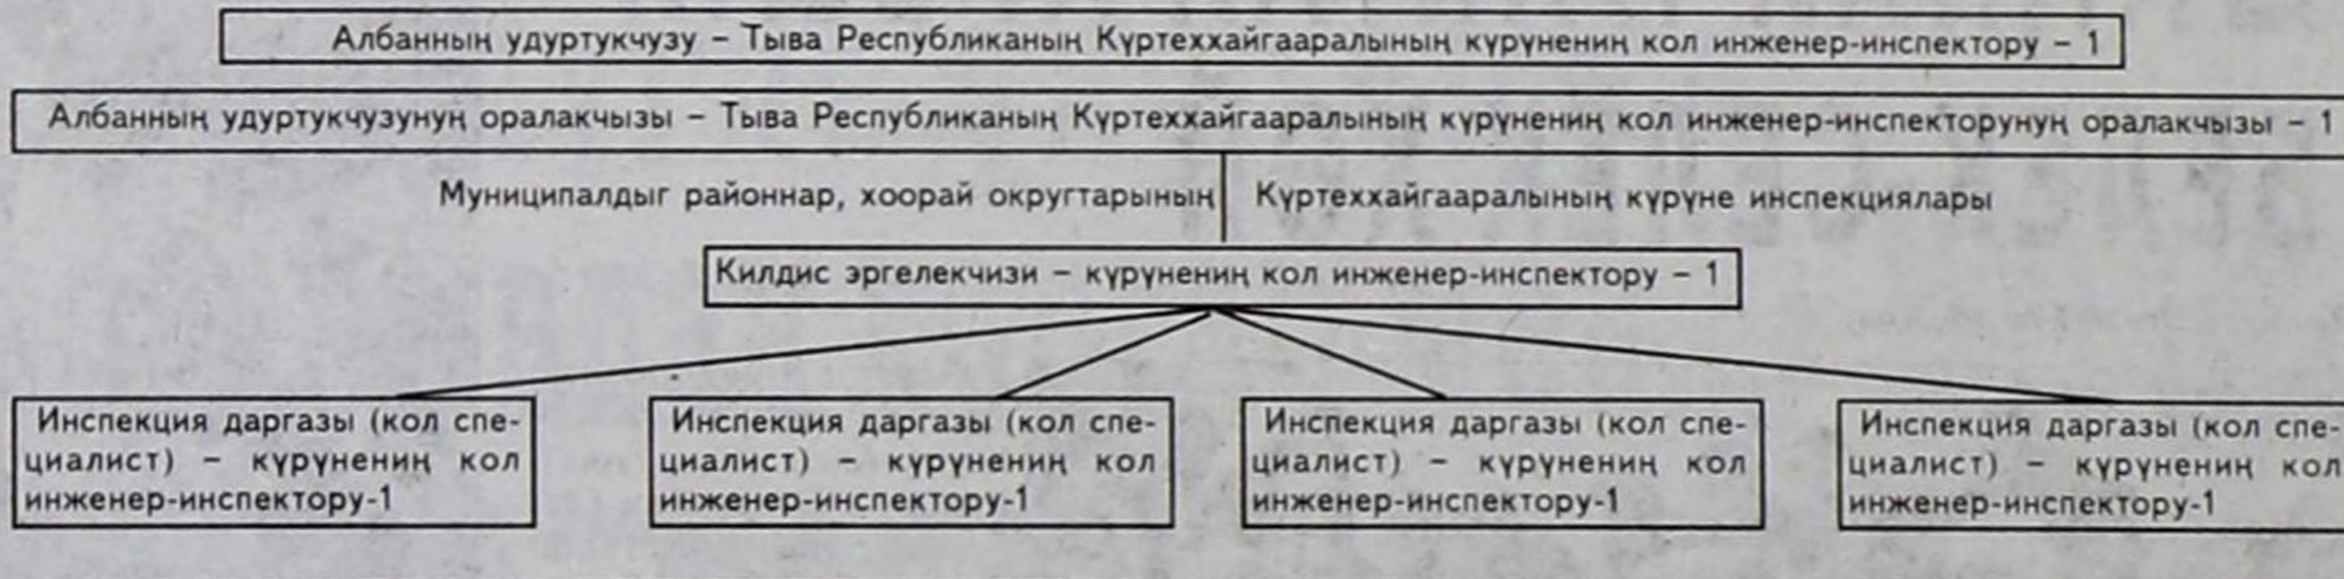 Албанның удуртукчузу – Тыва Республиканың Күртеххайгааралының күрүнениң кол инженер-инспектору – 1
Албанның удуртукчузунуң оралакчызы – Тыва Республиканың Күртеххайгааралының күрүнениң кол инженер-инспекторунуң оралакчызы – 1
Муниципалдыг районнар, хоорай округтарының Күртеххайгааралының күрүне инспекциялары
Килдис эргелекчизи – күрүнениң кол инженер-инспектору – 1
Инспекция даргазы (кол спе-
циалист) – күрүнениң кол
инженер-инспектору-1
Инспекция даргазы (кол спе-
циалист) – күрүнениң кол
инженер-инспектору-1
Инспекция даргазы (кол спе-
циалист) – күрүнениң кол
инженер-инспектору-1
Инспекция даргазы (кол спе-
циалист) – күрүнениң кол
инженер-инспектору-1